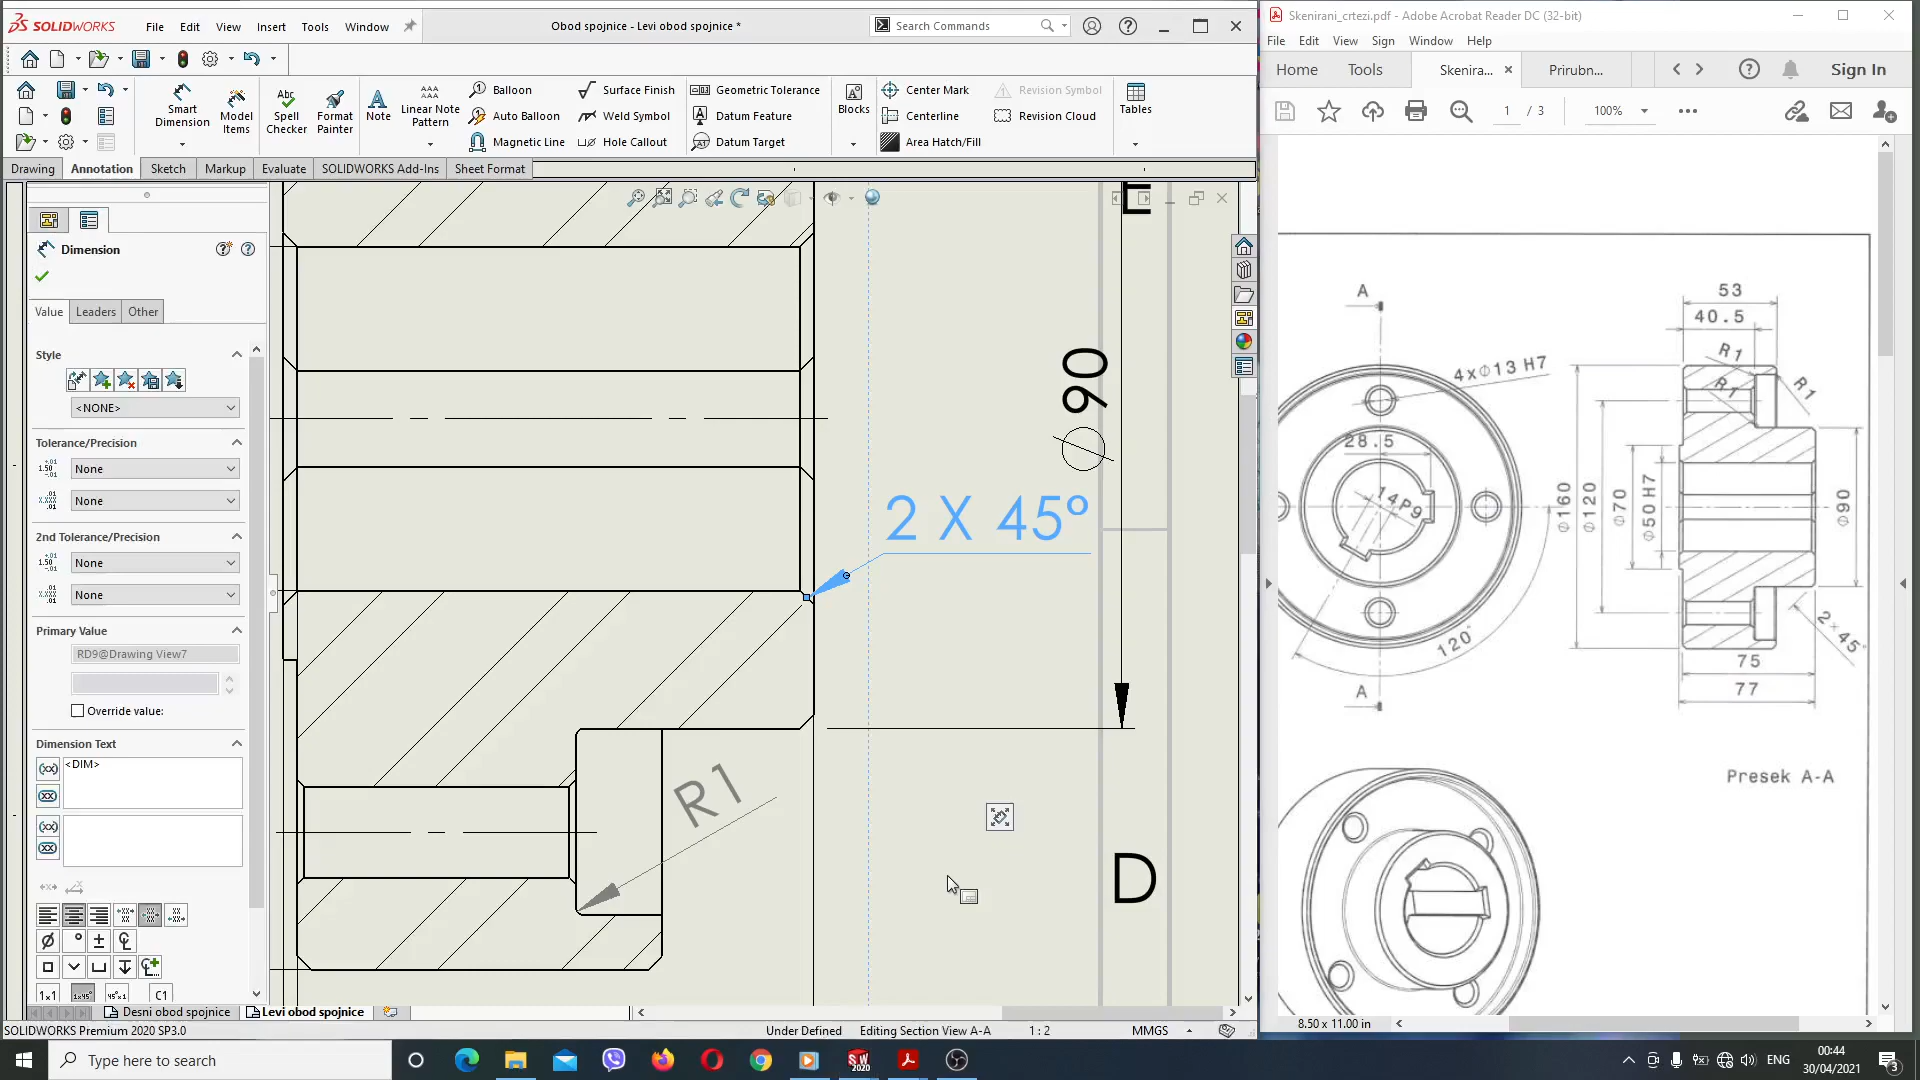 SOLIDWORKS
File
Edit
View
Insert
Tools
Window
Obod spojnice - Levi obod spojnice *
Search Commands
Smart Dimension
Model Items
Spell Checker
Format Painter
Note
Linear Note Pattern
Balloon
Auto Balloon
Magnetic Line
Surface Finish
Weld Symbol
Hole Callout
Geometric Tolerance
Datum Feature
Datum Target
Blocks
Center Mark
Centerline
Area Hatch/Fill
Revision Symbol
Revision Cloud
Tables
Drawing
Annotation
Sketch
Markup
Evaluate
SOLIDWORKS Add-Ins
Sheet Format
Dimension
Value
Leaders
Other
Style
<NONE>
Tolerance/Precision
None
None
2nd Tolerance/Precision
None
None
Primary Value
RD9@Drawing View7
Override value:
Dimension Text
<DIM>
1x1
C1
E
Ø90
2 X 45°
R1
D
Desni obod spojnice
Levi obod spojnice
SOLIDWORKS Premium 2020 SP3.0
Under Defined
Editing Section View A-A
1 : 2
MMGS
Skenirani_crtezi.pdf - Adobe Acrobat Reader DC (32-bit)
File
Edit
View
Sign
Window
Help
Home
Tools
Skenira...
Prirubn...
Sign In
1 / 3
100%
A
4xΦ13 H7
28.5
14P9
120°
A
53
40.5
R1
R1
R1
Φ160
Φ120
Φ70
Φ50H7
Φ90
2×45°
75
77
Presek A-A
8.50 x 11.00 in
Type here to search
SW
2020
ENG
00:44
30/04/2021
3